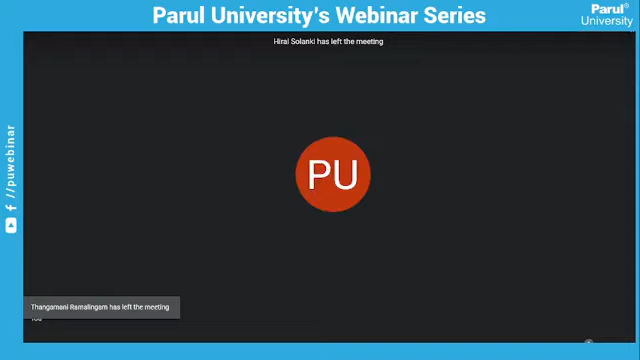 Parul University's Webinar Series
Parul®
University
Hiral Solanki has left the meeting
//puwebinar
PU
Thangamani Ramalingam has left the meeting
You